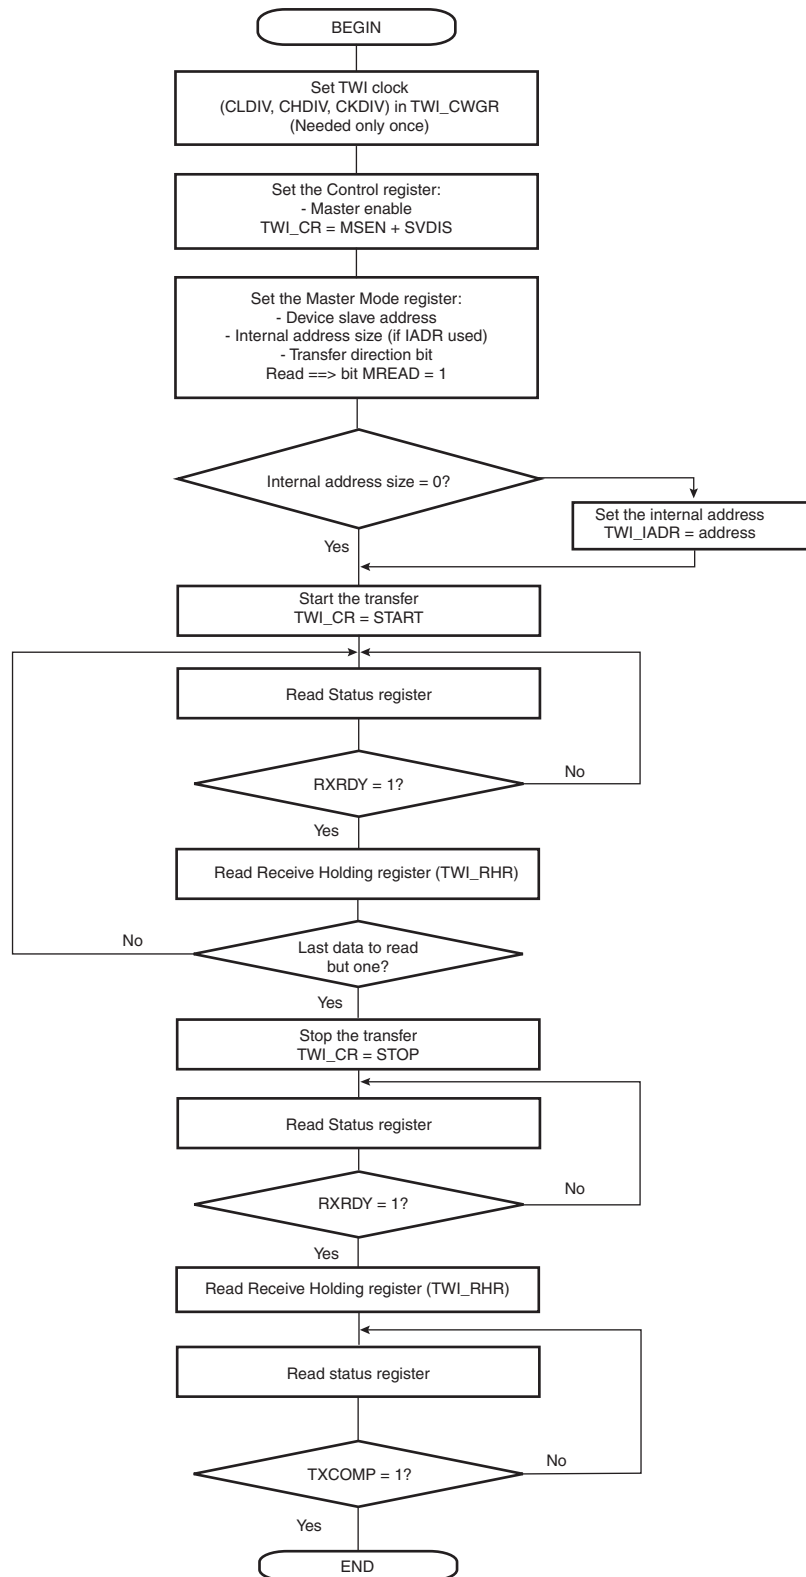 BEGIN
Set TWI clock
(CLDIV, CHDIV, CKDIV) in TWI_CWGR
(Needed only once)
Set the Control register:
- Master enable
TWI_CR = MSEN + SVDIS
Set the Master Mode register:
- Device slave address
- Internal address size (if IADR used)
- Transfer direction bit
Read ==> bit MREAD = 1
Internal address size = 0?
Set the internal address
TWI_IADR = address
Yes
Start the transfer
TWI_CR = START
Read Status register
RXRDY = 1?
No
Yes
Read Receive Holding register (TWI_RHR)
No
Last data to read
but one?
Yes
Stop the transfer
TWI_CR = STOP
Read Status register
RXRDY = 1?
No
Yes
Read Receive Holding register (TWI_RHR)
Read status register
TXCOMP = 1?
No
Yes
END